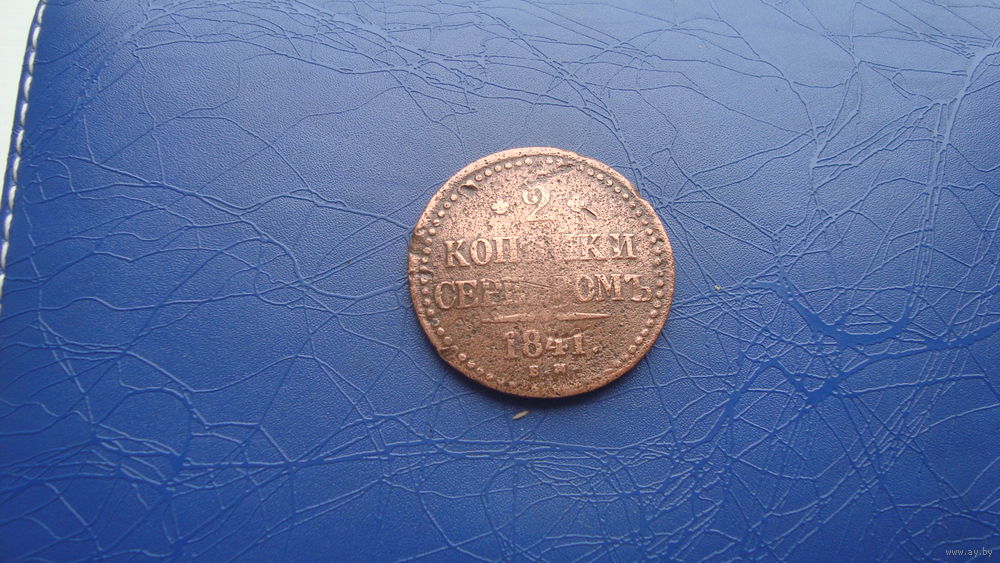 * 2 *
КОПѢЙКИ
СЕРЕБРОМЪ
1841.
Е.М.
www.ay.by